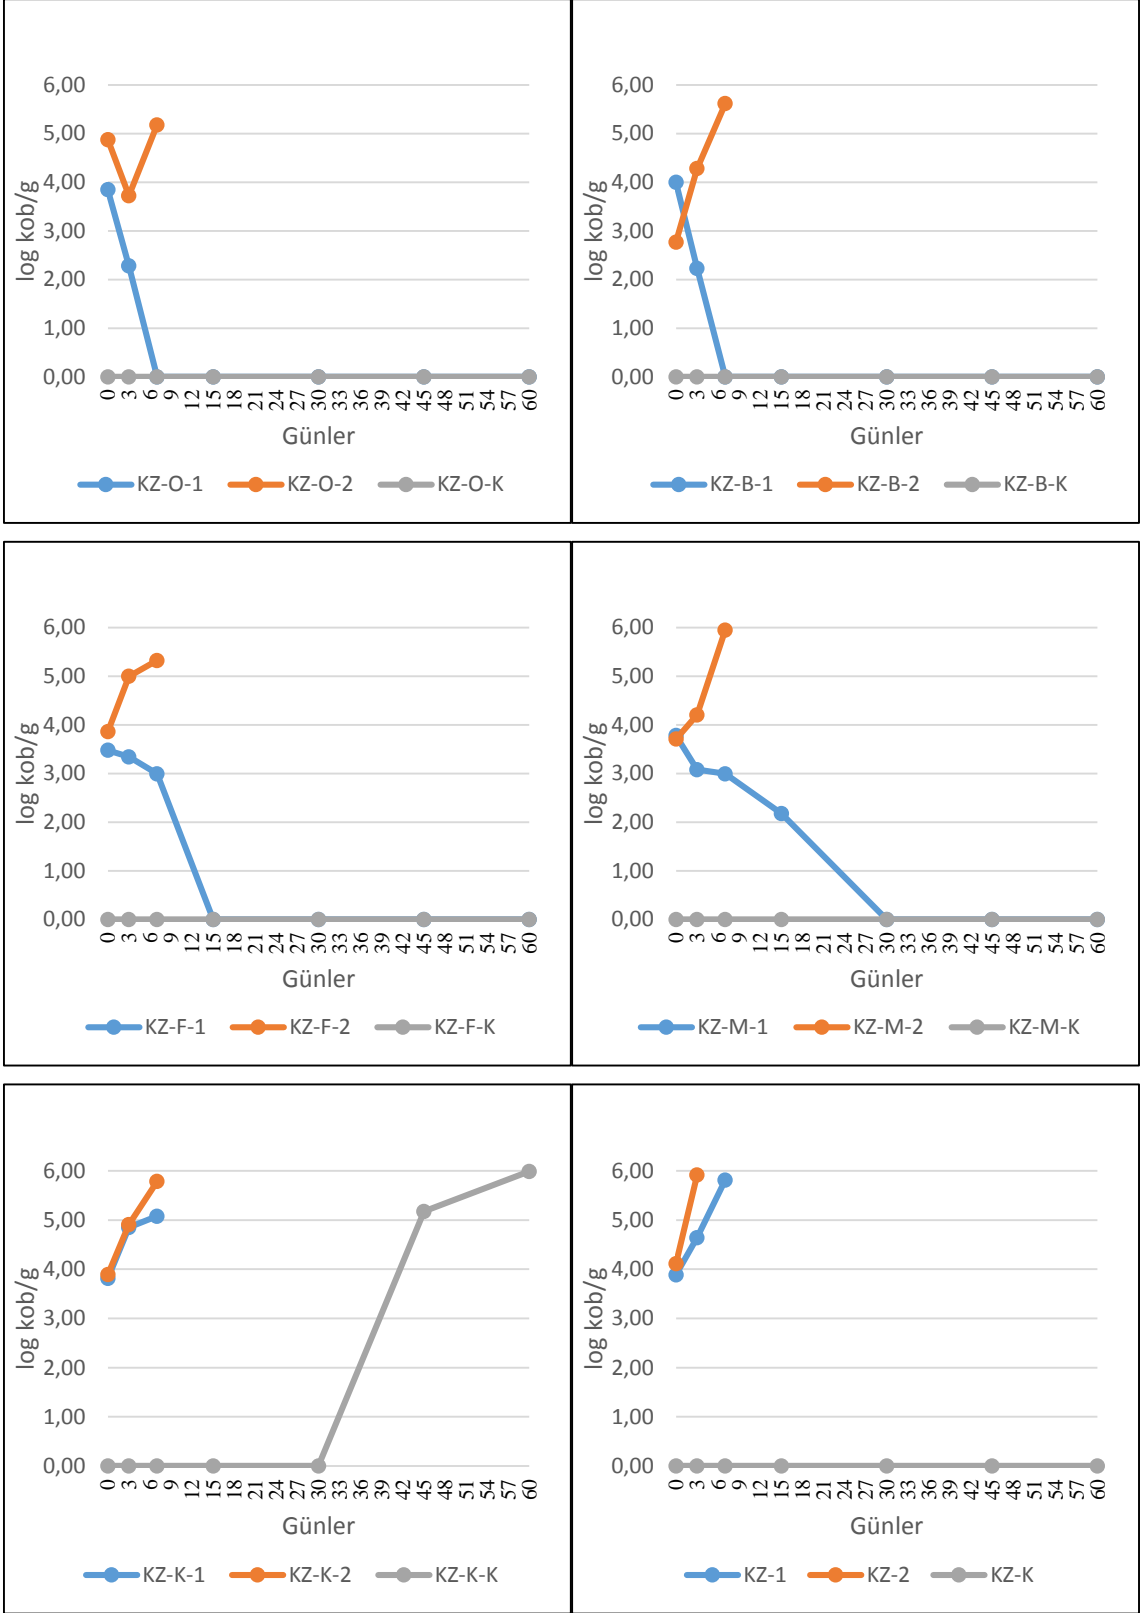 6,00
5,00
4,00
3,00
2,00
1,00
0,00
log kob/g
0 3 6 9 12 15 18 21 24 27 30 33 36 39 42 45 48 51 54 57 60
Günler
KZ-O-1 KZ-O-2 KZ-O-K
6,00
5,00
4,00
3,00
2,00
1,00
0,00
log kob/g
0 3 6 9 12 15 18 21 24 27 30 33 36 39 42 45 48 51 54 57 60
Günler
KZ-B-1 KZ-B-2 KZ-B-K
6,00
5,00
4,00
3,00
2,00
1,00
0,00
log kob/g
0 3 6 9 12 15 18 21 24 27 30 33 36 39 42 45 48 51 54 57 60
Günler
KZ-F-1 KZ-F-2 KZ-F-K
6,00
5,00
4,00
3,00
2,00
1,00
0,00
log kob/g
0 3 6 9 12 15 18 21 24 27 30 33 36 39 42 45 48 51 54 57 60
Günler
KZ-M-1 KZ-M-2 KZ-M-K
6,00
5,00
4,00
3,00
2,00
1,00
0,00
log kob/g
0 3 6 9 12 15 18 21 24 27 30 33 36 39 42 45 48 51 54 57 60
Günler
KZ-K-1 KZ-K-2 KZ-K-K
6,00
5,00
4,00
3,00
2,00
1,00
0,00
log kob/g
0 3 6 9 12 15 18 21 24 27 30 33 36 39 42 45 48 51 54 57 60
Günler
KZ-1 KZ-2 KZ-K